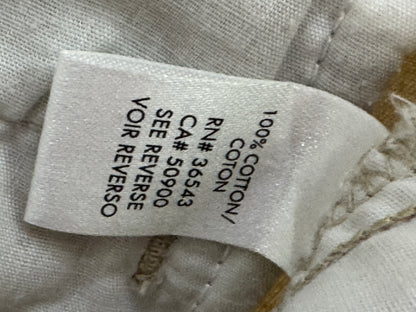 100% COTTON/
COTON
RN# 36543
CA# 50900
SEE REVERSE
VOIR REVERSO